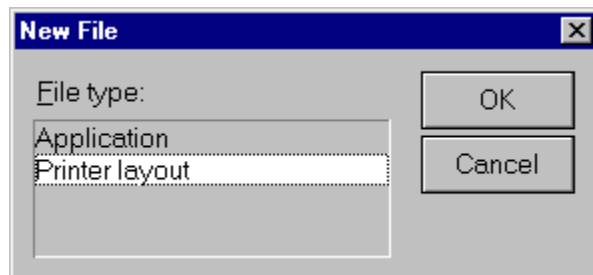 New File
File type:
Application
Printer layout
OK
Cancel